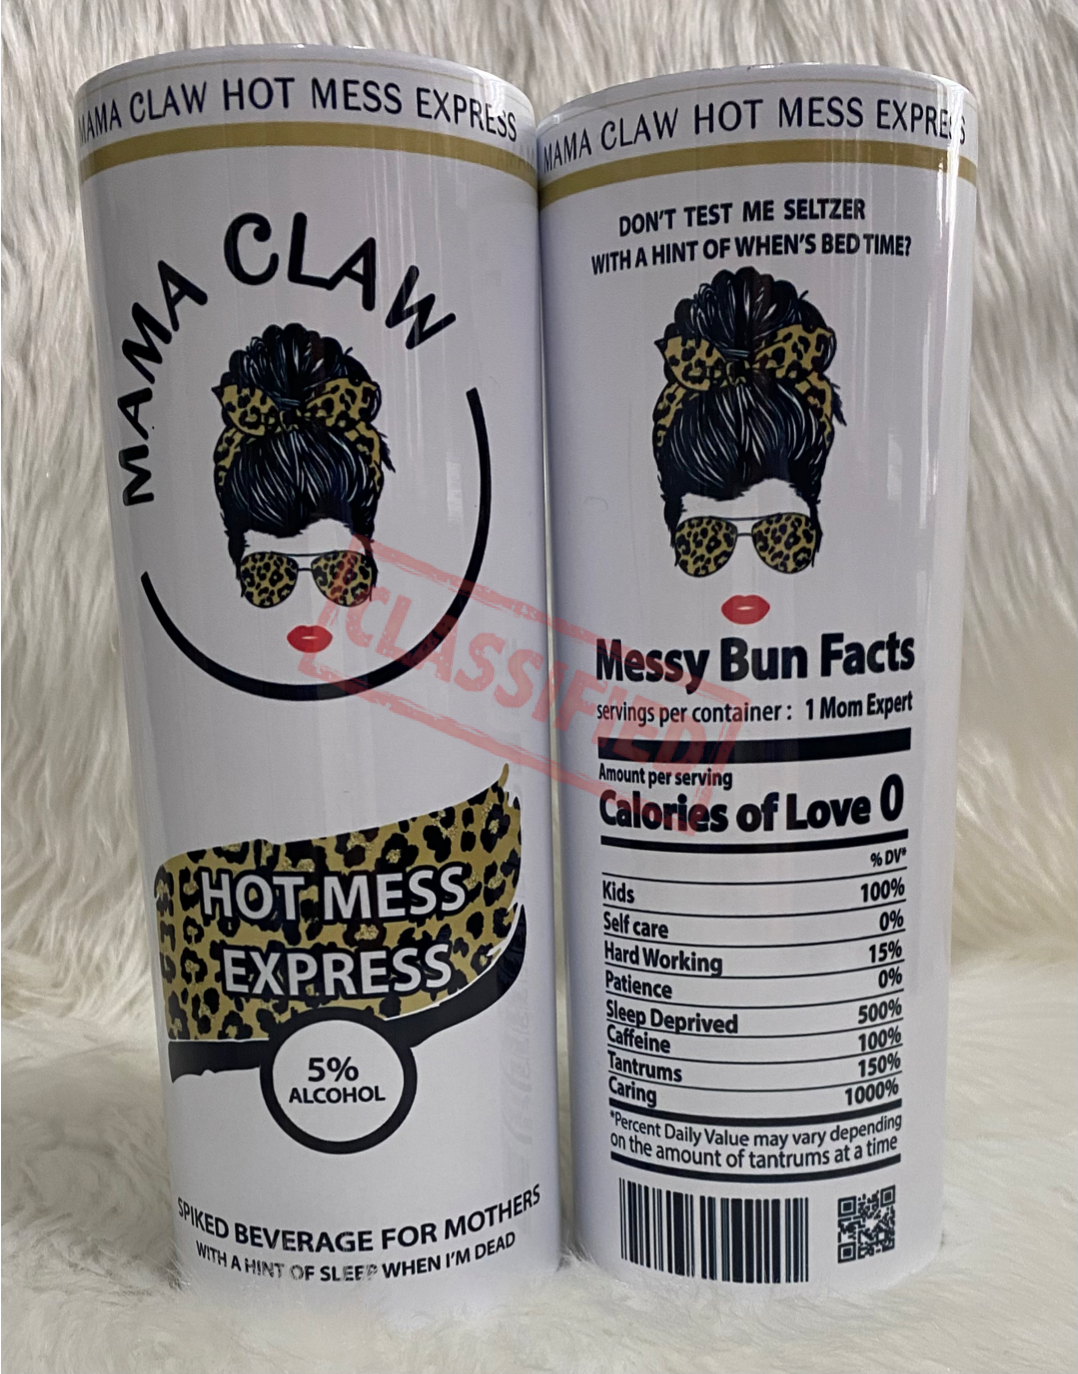 MAMA CLAW HOT MESS EXPRESS
MAMA CLAW
HOT MESS
EXPRESS
5%
ALCOHOL
SPIKED BEVERAGE FOR MOTHERS
WITH A HINT OF SLEEP WHEN I'M DEAD
MAMA CLAW HOT MESS EXPRESS
DON'T TEST ME SELTZER
WITH A HINT OF WHEN'S BED TIME?
Messy Bun Facts
servings per container : 1 Mom Expert
Amount per serving
Calories of Love 0
% DV*
Kids 100%
Self care 0%
Hard Working 15%
Patience 0%
Sleep Deprived 500%
Caffeine 100%
Tantrums 150%
Caring 1000%
*Percent Daily Value may vary depending
on the amount of tantrums at a time
CLASSIFIED